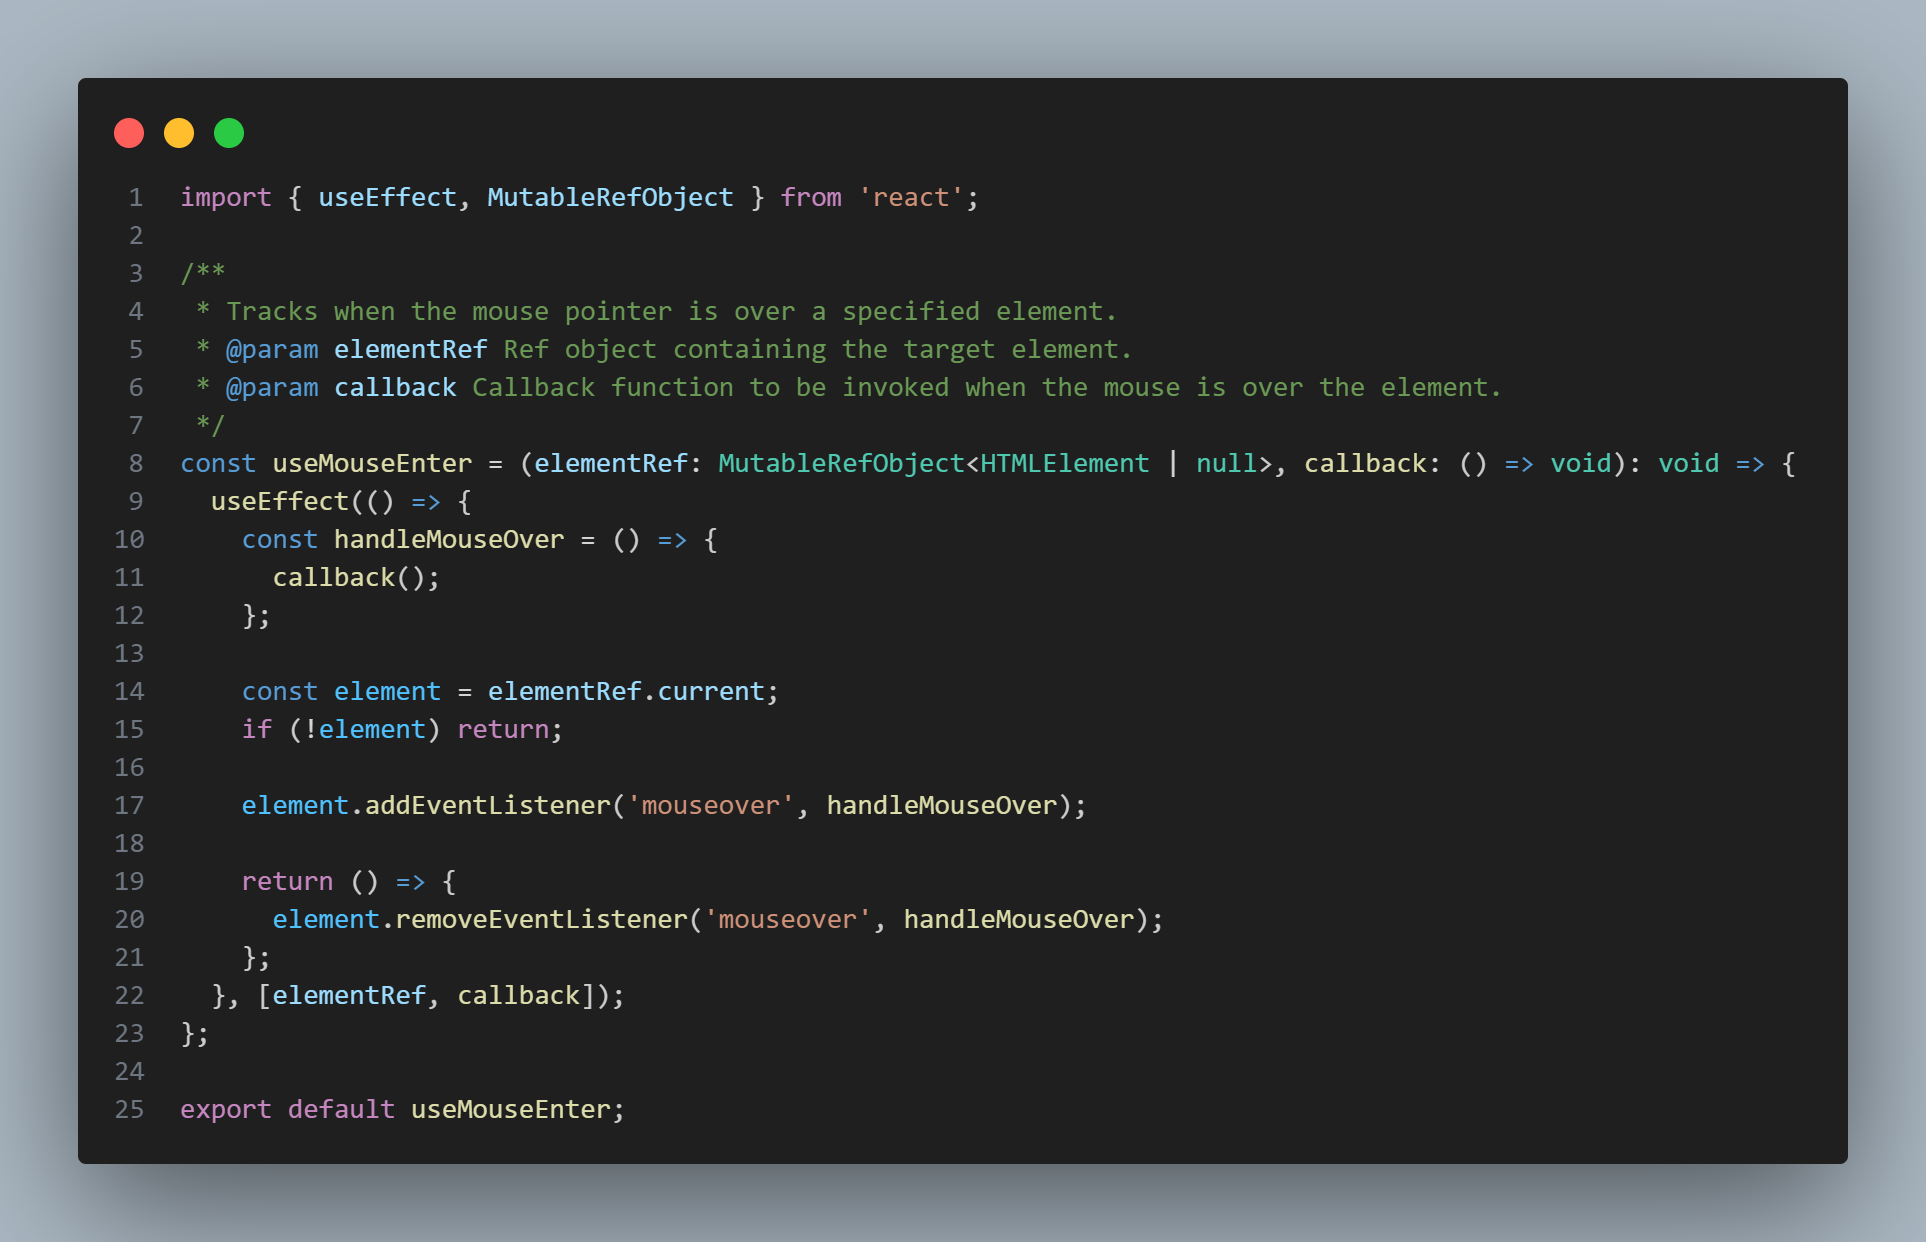 1 import { useEffect, MutableRefObject } from 'react';
2
3 /**
4  * Tracks when the mouse pointer is over a specified element.
5  * @param elementRef Ref object containing the target element.
6  * @param callback Callback function to be invoked when the mouse is over the element.
7  */
8 const useMouseEnter = (elementRef: MutableRefObject<HTMLElement | null>, callback: () => void): void => {
9   useEffect(() => {
10     const handleMouseOver = () => {
11       callback();
12     };
13
14     const element = elementRef.current;
15     if (!element) return;
16
17     element.addEventListener('mouseover', handleMouseOver);
18
19     return () => {
20       element.removeEventListener('mouseover', handleMouseOver);
21     };
22   }, [elementRef, callback]);
23 };
24
25 export default useMouseEnter;